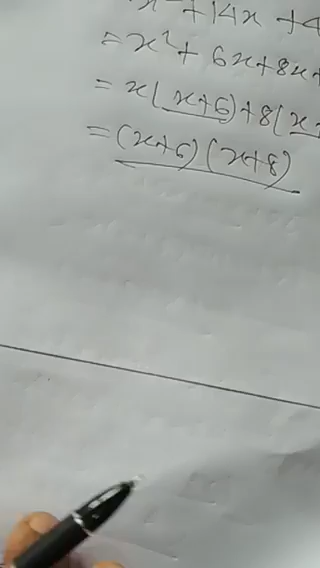 x² + 14x + 4
= x² + 6x + 8x +
= x(x+6) + 8(x
= (x+6) (x+8)